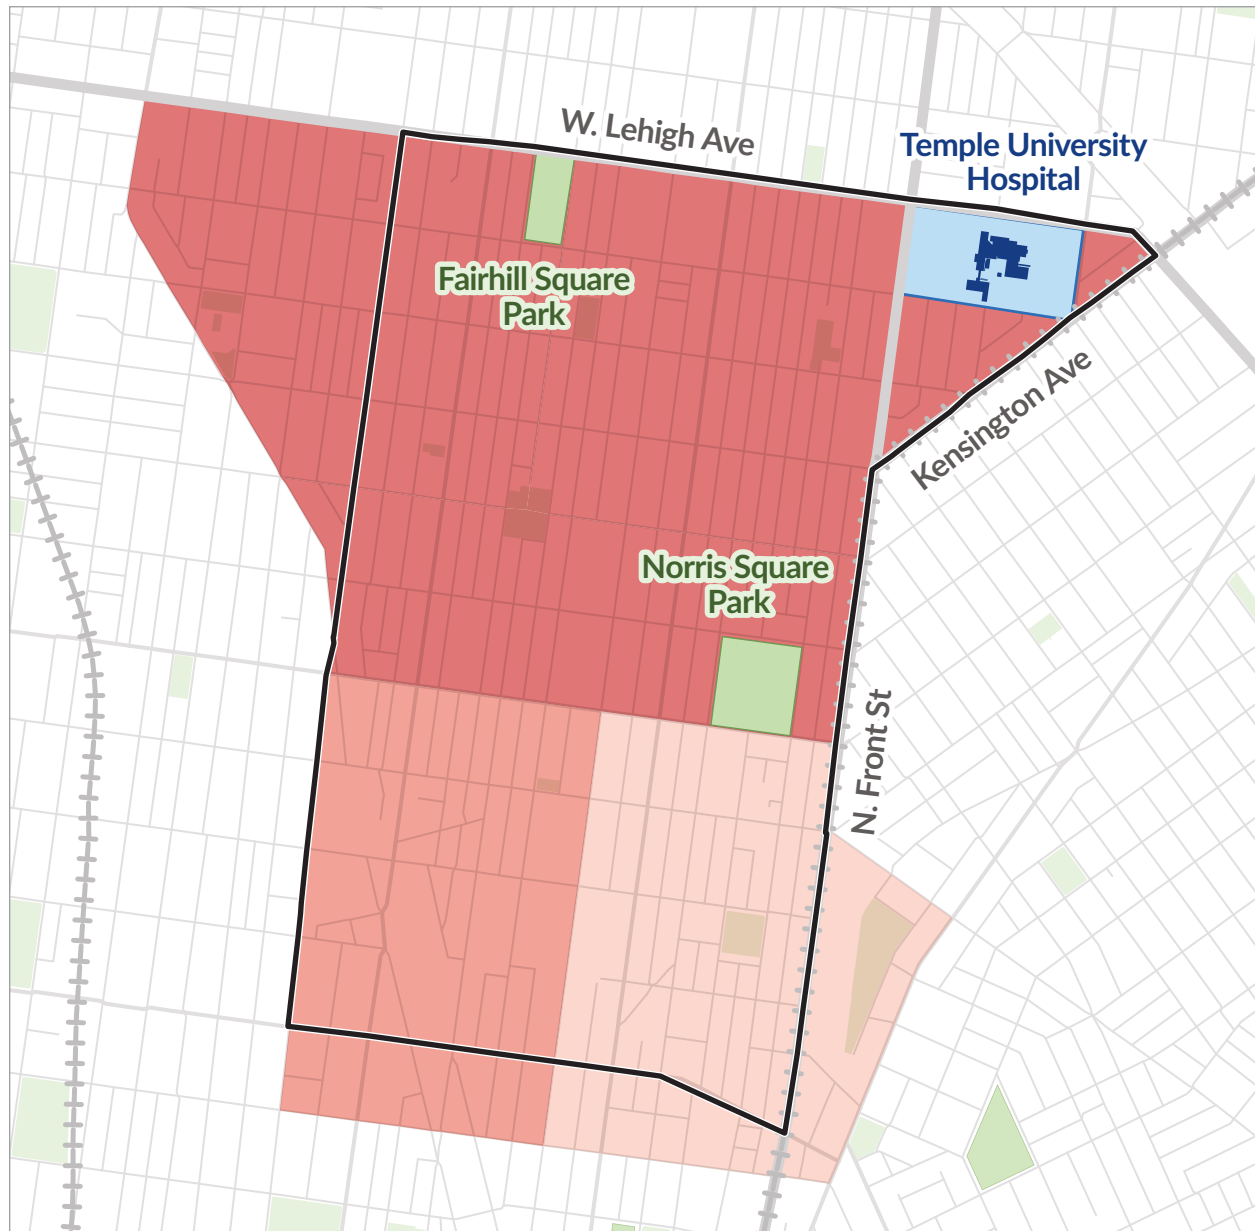 W. Lehigh Ave
Temple University
Hospital
Fairhill Square
Park
Kensington Ave
Norris Square
Park
N. Front St